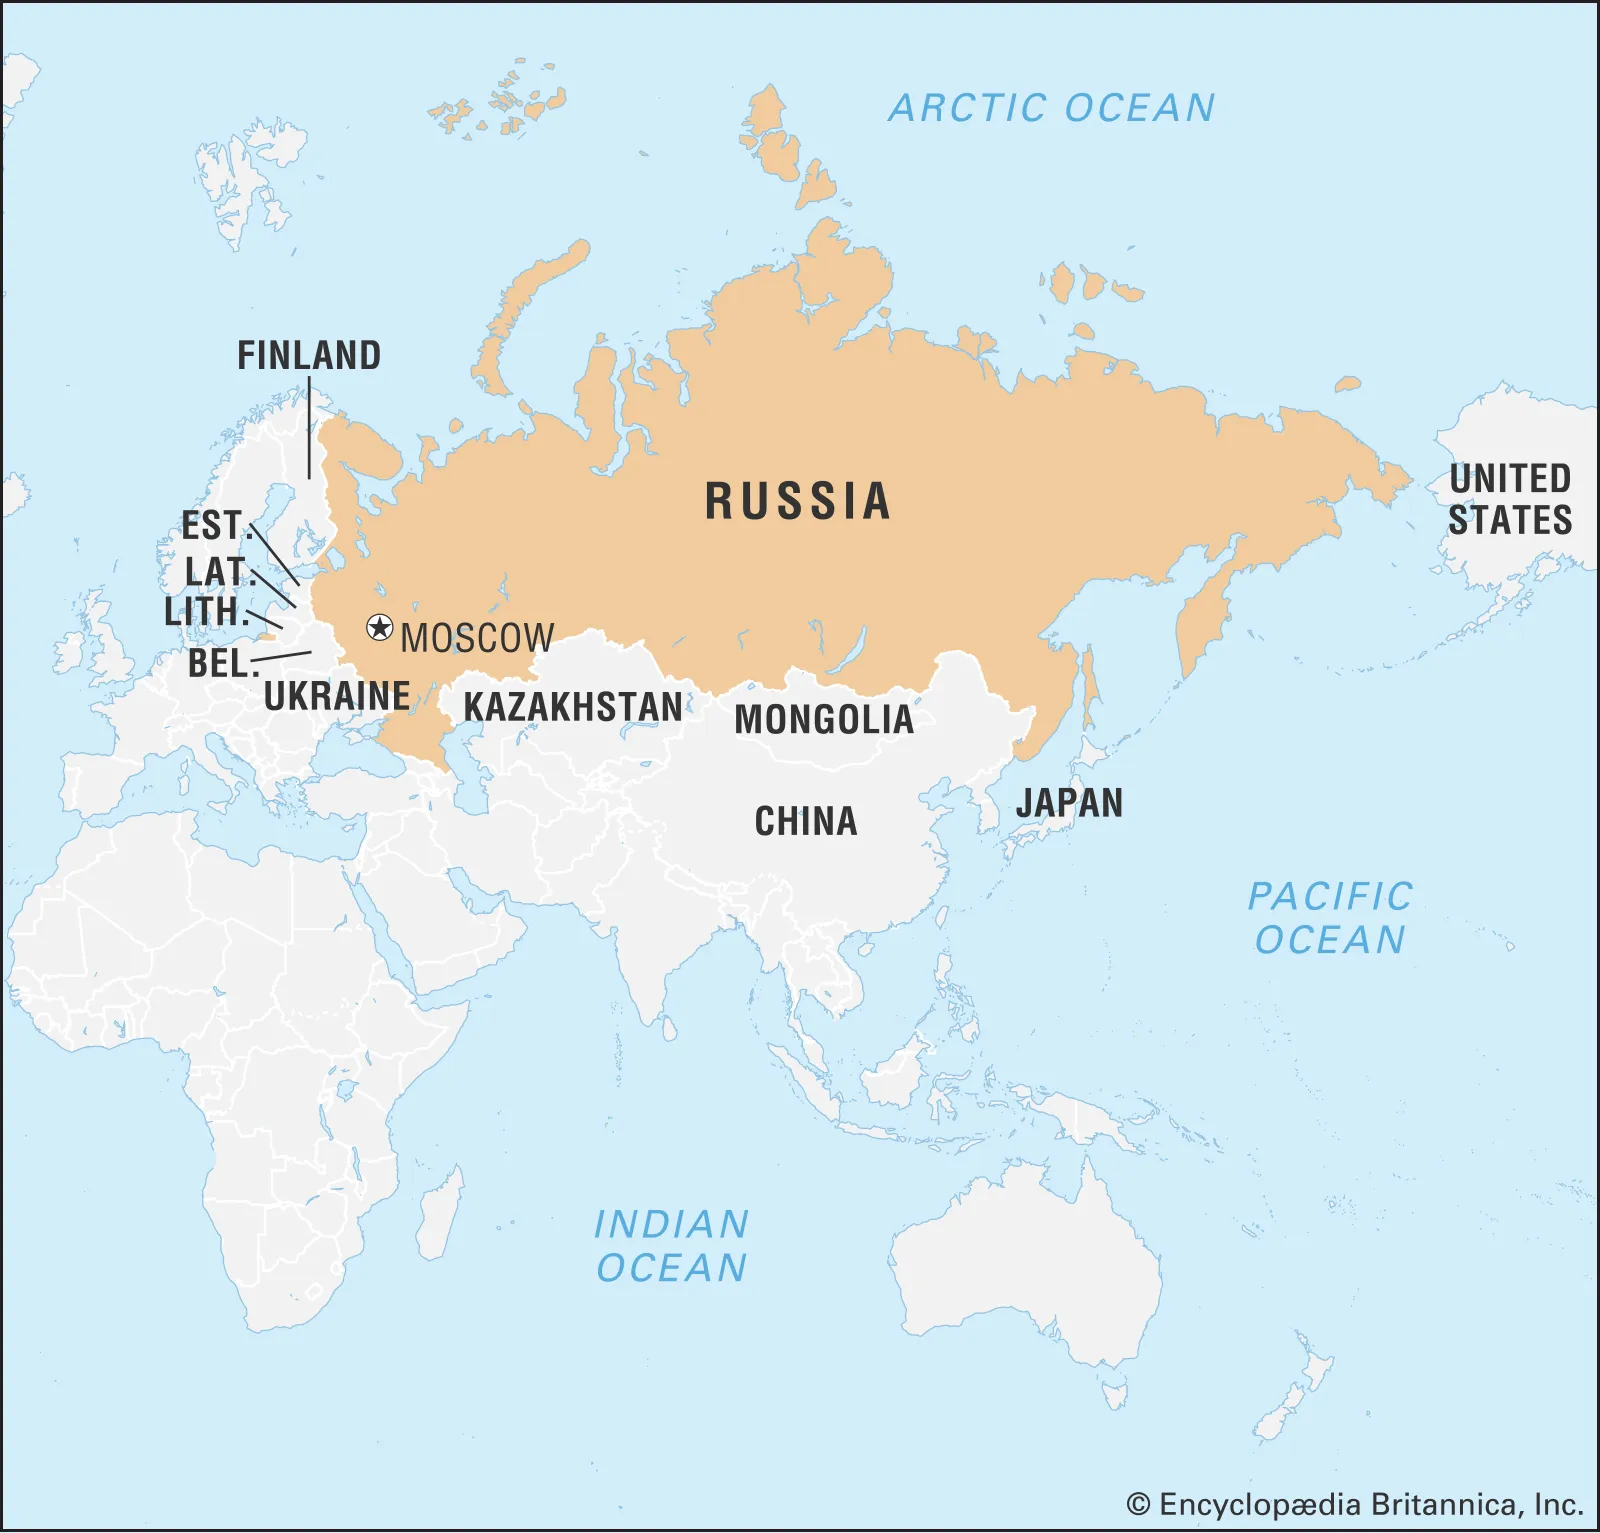 ARCTIC OCEAN
FINLAND
RUSSIA
UNITED
STATES
EST.
LAT.
LITH.
MOSCOW
BEL.
UKRAINE
KAZAKHSTAN
MONGOLIA
JAPAN
CHINA
PACIFIC
OCEAN
INDIAN
OCEAN
© Encyclopædia Britannica, Inc.